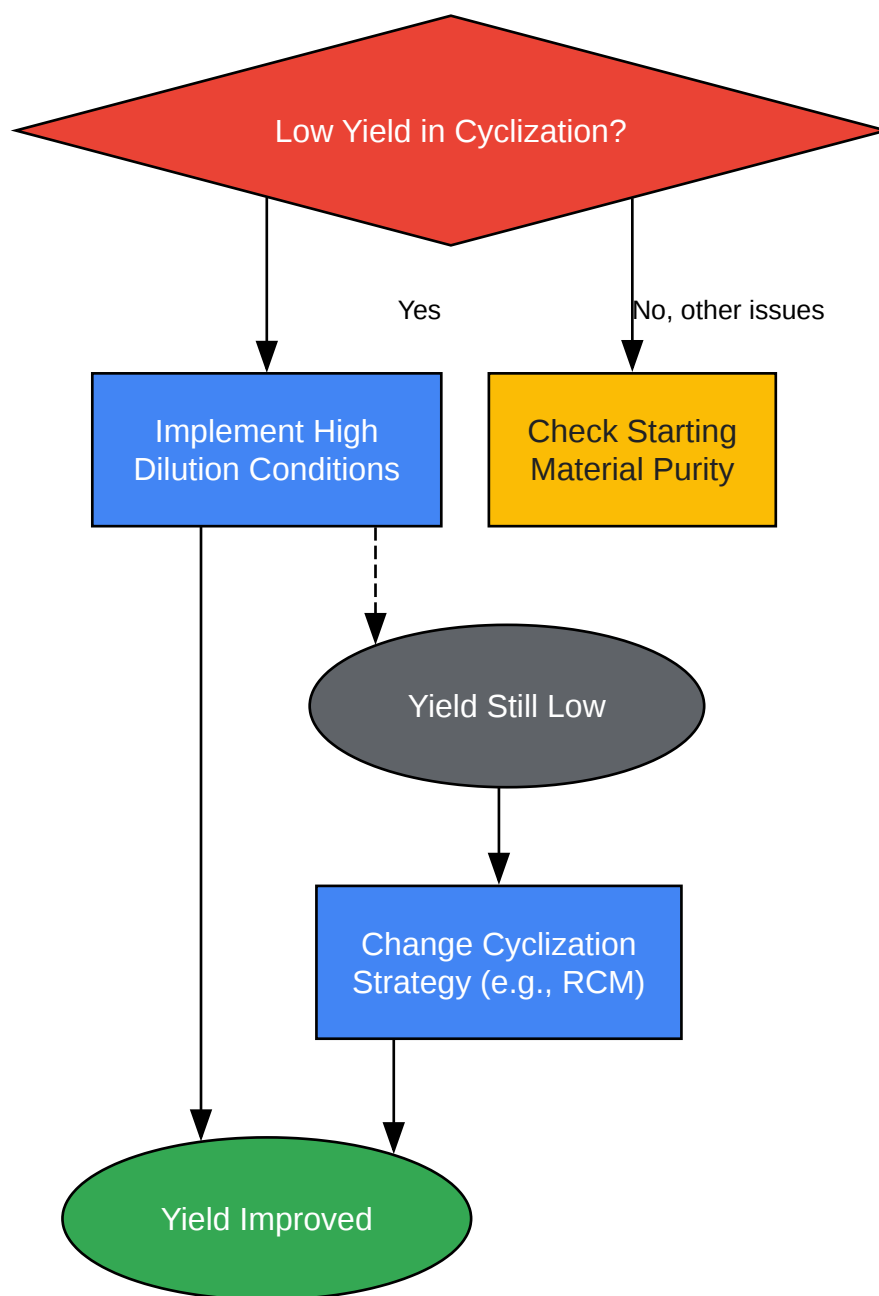 Low Yield in Cyclization?
Yes
No, other issues
Implement High
Dilution Conditions
Check Starting
Material Purity
Yield Still Low
Change Cyclization
Strategy (e.g., RCM)
Yield Improved